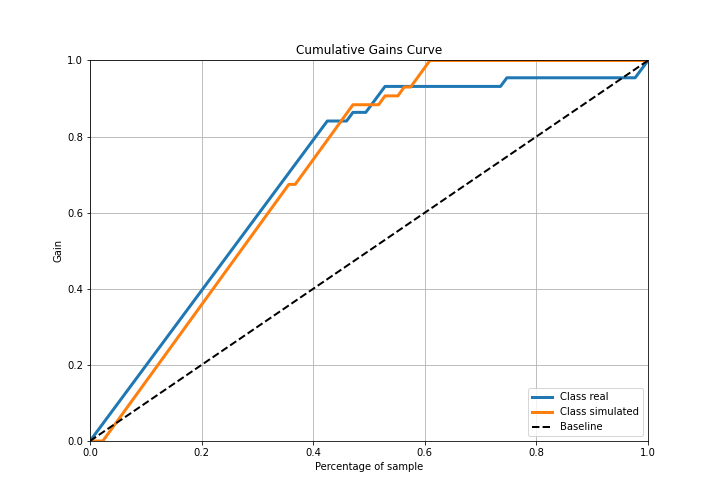 Cumulative Gains Curve
1.0
0.8
0.6
0.4
0.2
0.0
Gain
0.0 0.2 0.4 0.6 0.8 1.0
Percentage of sample
Class real
Class simulated
Baseline